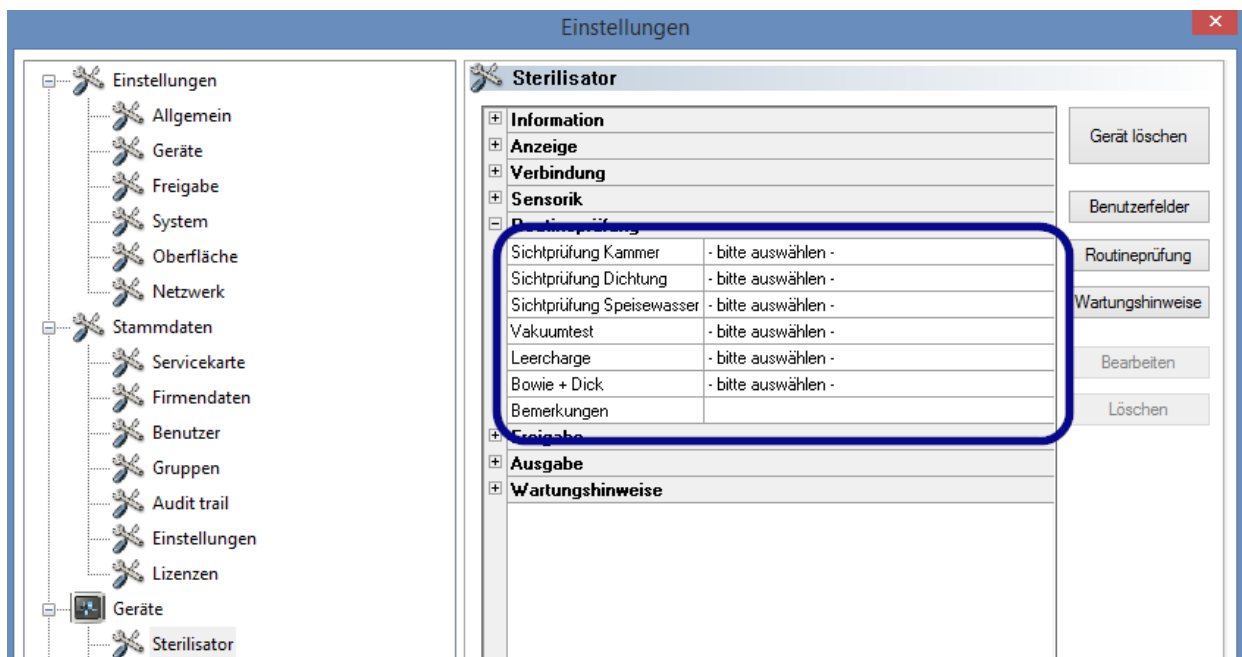 Einstellungen
Einstellungen
Allgemein
Geräte
Freigabe
System
Oberfläche
Netzwerk
Stammdaten
Servicekarte
Firmendaten
Benutzer
Gruppen
Audit trail
Einstellungen
Lizenzen
Geräte
Sterilisator
Sterilisator
Information
Anzeige
Verbindung
Sensorik
Routineprüfung
Sichtprüfung Kammer - bitte auswählen -
Sichtprüfung Dichtung - bitte auswählen -
Sichtprüfung Speisewasser - bitte auswählen -
Vakuumtest - bitte auswählen -
Leercharge - bitte auswählen -
Bowie + Dick - bitte auswählen -
Bemerkungen
Freigabe
Ausgabe
Wartungshinweise
Gerät löschen
Benutzerfelder
Routineprüfung
Wartungshinweise
Bearbeiten
Löschen